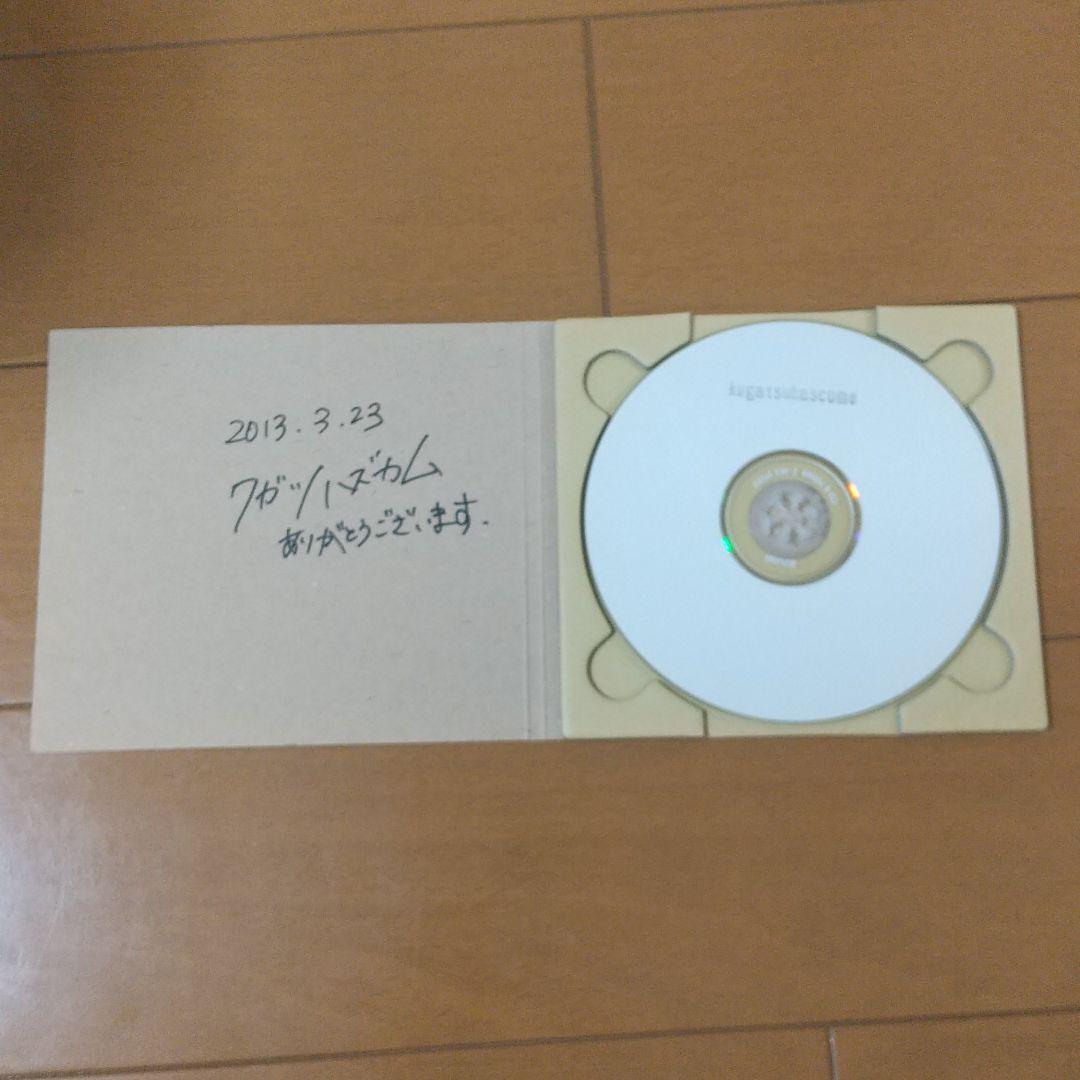 2013.3.23
クガツハズカム
ありがとうございます.
kugatsuhascome
maxell